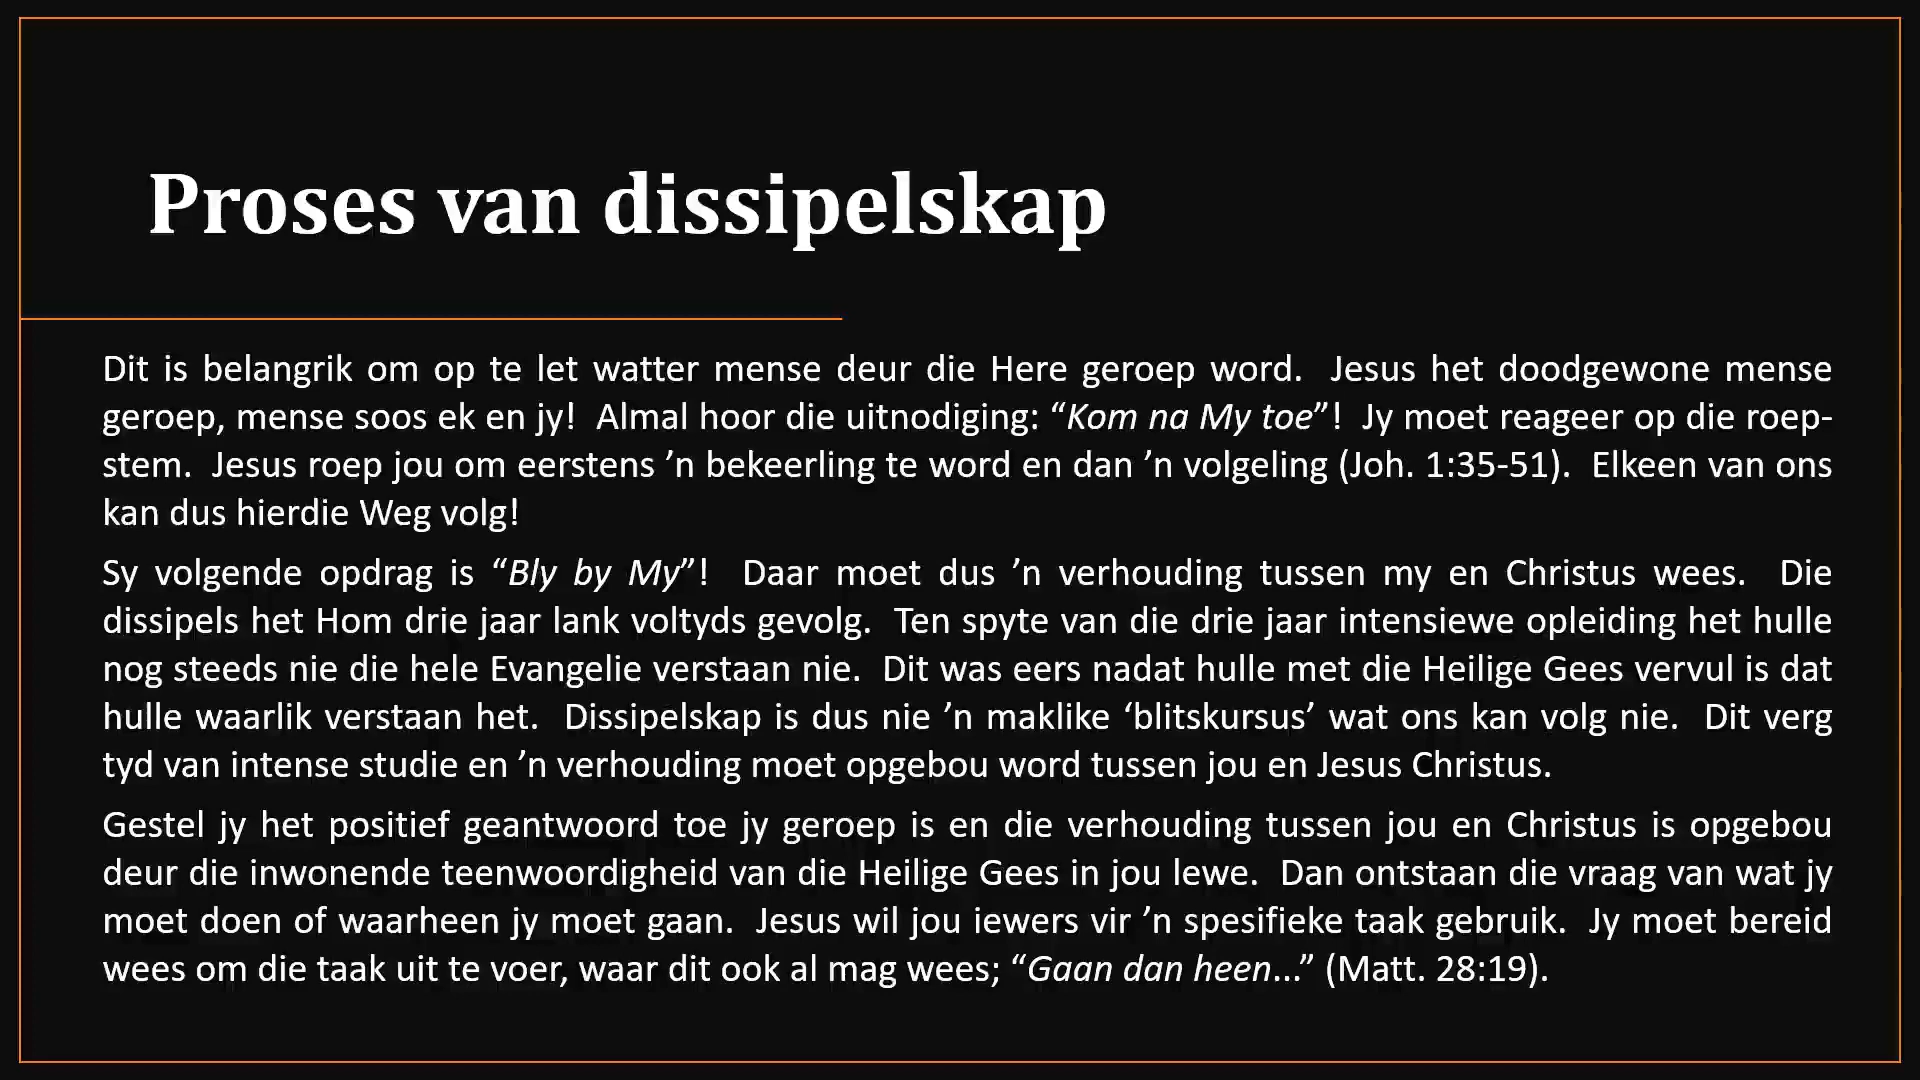 Proses van dissipelskap
Dit is belangrik om op te let watter mense deur die Here geroep word. Jesus het doodgewone mense
geroep, mense soos ek en jy! Almal hoor die uitnodiging: “Kom na My toe”! Jy moet reageer op die roep-
stem. Jesus roep jou om eerstens ’n bekeerling te word en dan ’n volgeling (Joh. 1:35-51). Elkeen van ons
kan dus hierdie Weg volg!
Sy volgende opdrag is “Bly by My”! Daar moet dus ’n verhouding tussen my en Christus wees. Die
dissipels het Hom drie jaar lank voltyds gevolg. Ten spyte van die drie jaar intensiewe opleiding het hulle
nog steeds nie die hele Evangelie verstaan nie. Dit was eers nadat hulle met die Heilige Gees vervul is dat
hulle waarlik verstaan het. Dissipelskap is dus nie ’n maklike ‘blitskursus’ wat ons kan volg nie. Dit verg
tyd van intense studie en ’n verhouding moet opgebou word tussen jou en Jesus Christus.
Gestel jy het positief geantwoord toe jy geroep is en die verhouding tussen jou en Christus is opgebou
deur die inwonende teenwoordigheid van die Heilige Gees in jou lewe. Dan ontstaan die vraag van wat jy
moet doen of waarheen jy moet gaan. Jesus wil jou iewers vir ’n spesifieke taak gebruik. Jy moet bereid
wees om die taak uit te voer, waar dit ook al mag wees; “Gaan dan heen...” (Matt. 28:19).